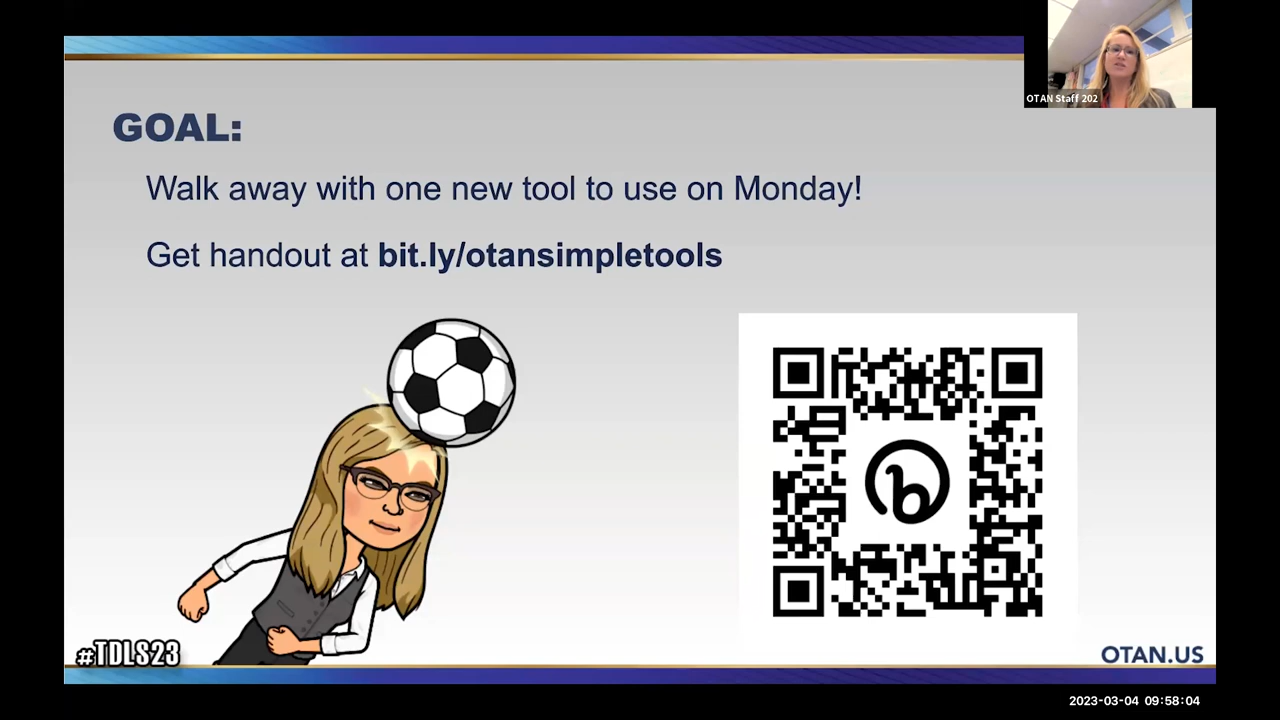 OTAN Staff 202
GOAL:
Walk away with one new tool to use on Monday!
Get handout at bit.ly/otansimpletools
#TDLS23
OTAN.US
2023-03-04 09:58:04